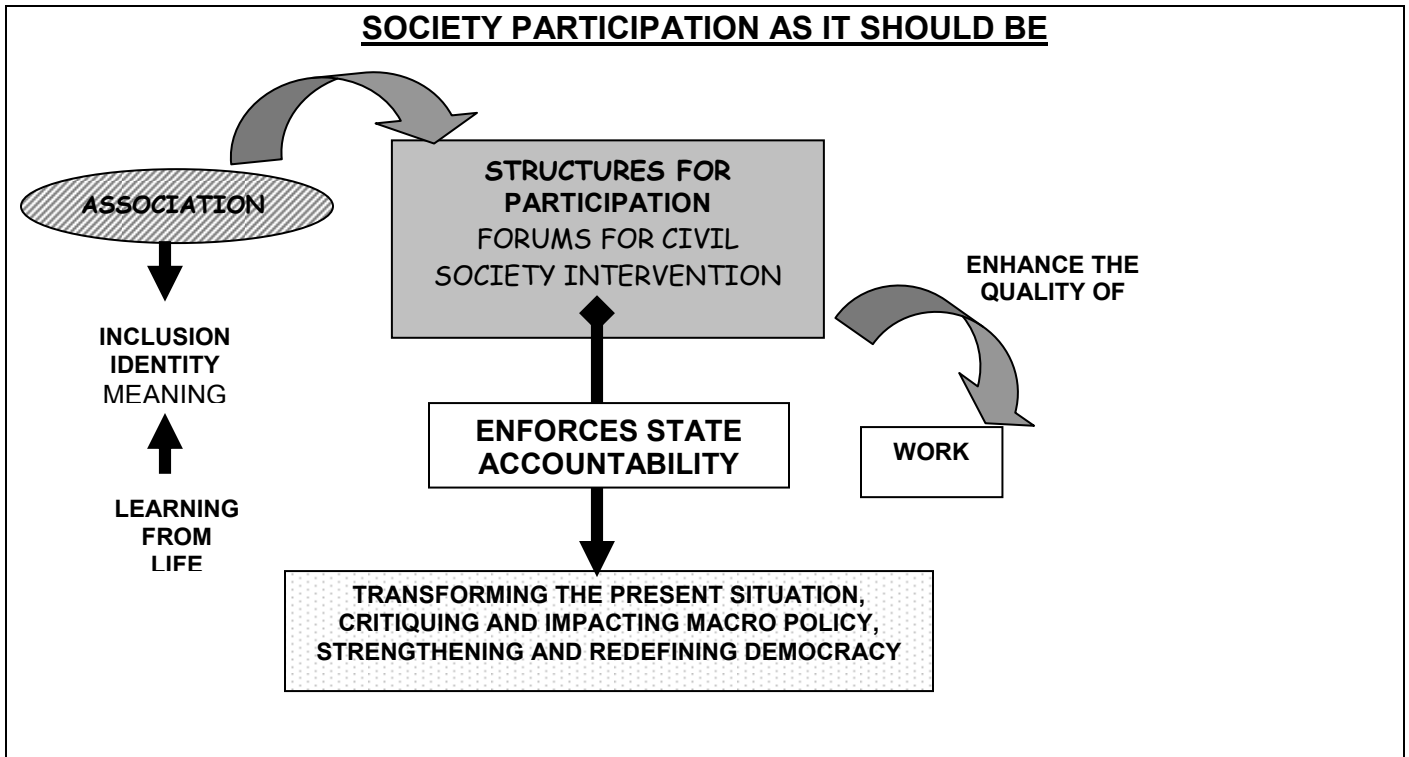 SOCIETY PARTICIPATION AS IT SHOULD BE
ASSOCIATION
INCLUSION
IDENTITY
MEANING
LEARNING
FROM
LIFE
STRUCTURES FOR
PARTICIPATION
FORUMS FOR CIVIL
SOCIETY INTERVENTION
ENFORCES STATE
ACCOUNTABILITY
TRANSFORMING THE PRESENT SITUATION,
CRITIQUING AND IMPACTING MACRO POLICY,
STRENGTHENING AND REDEFINING DEMOCRACY
ENHANCE THE
QUALITY OF
WORK